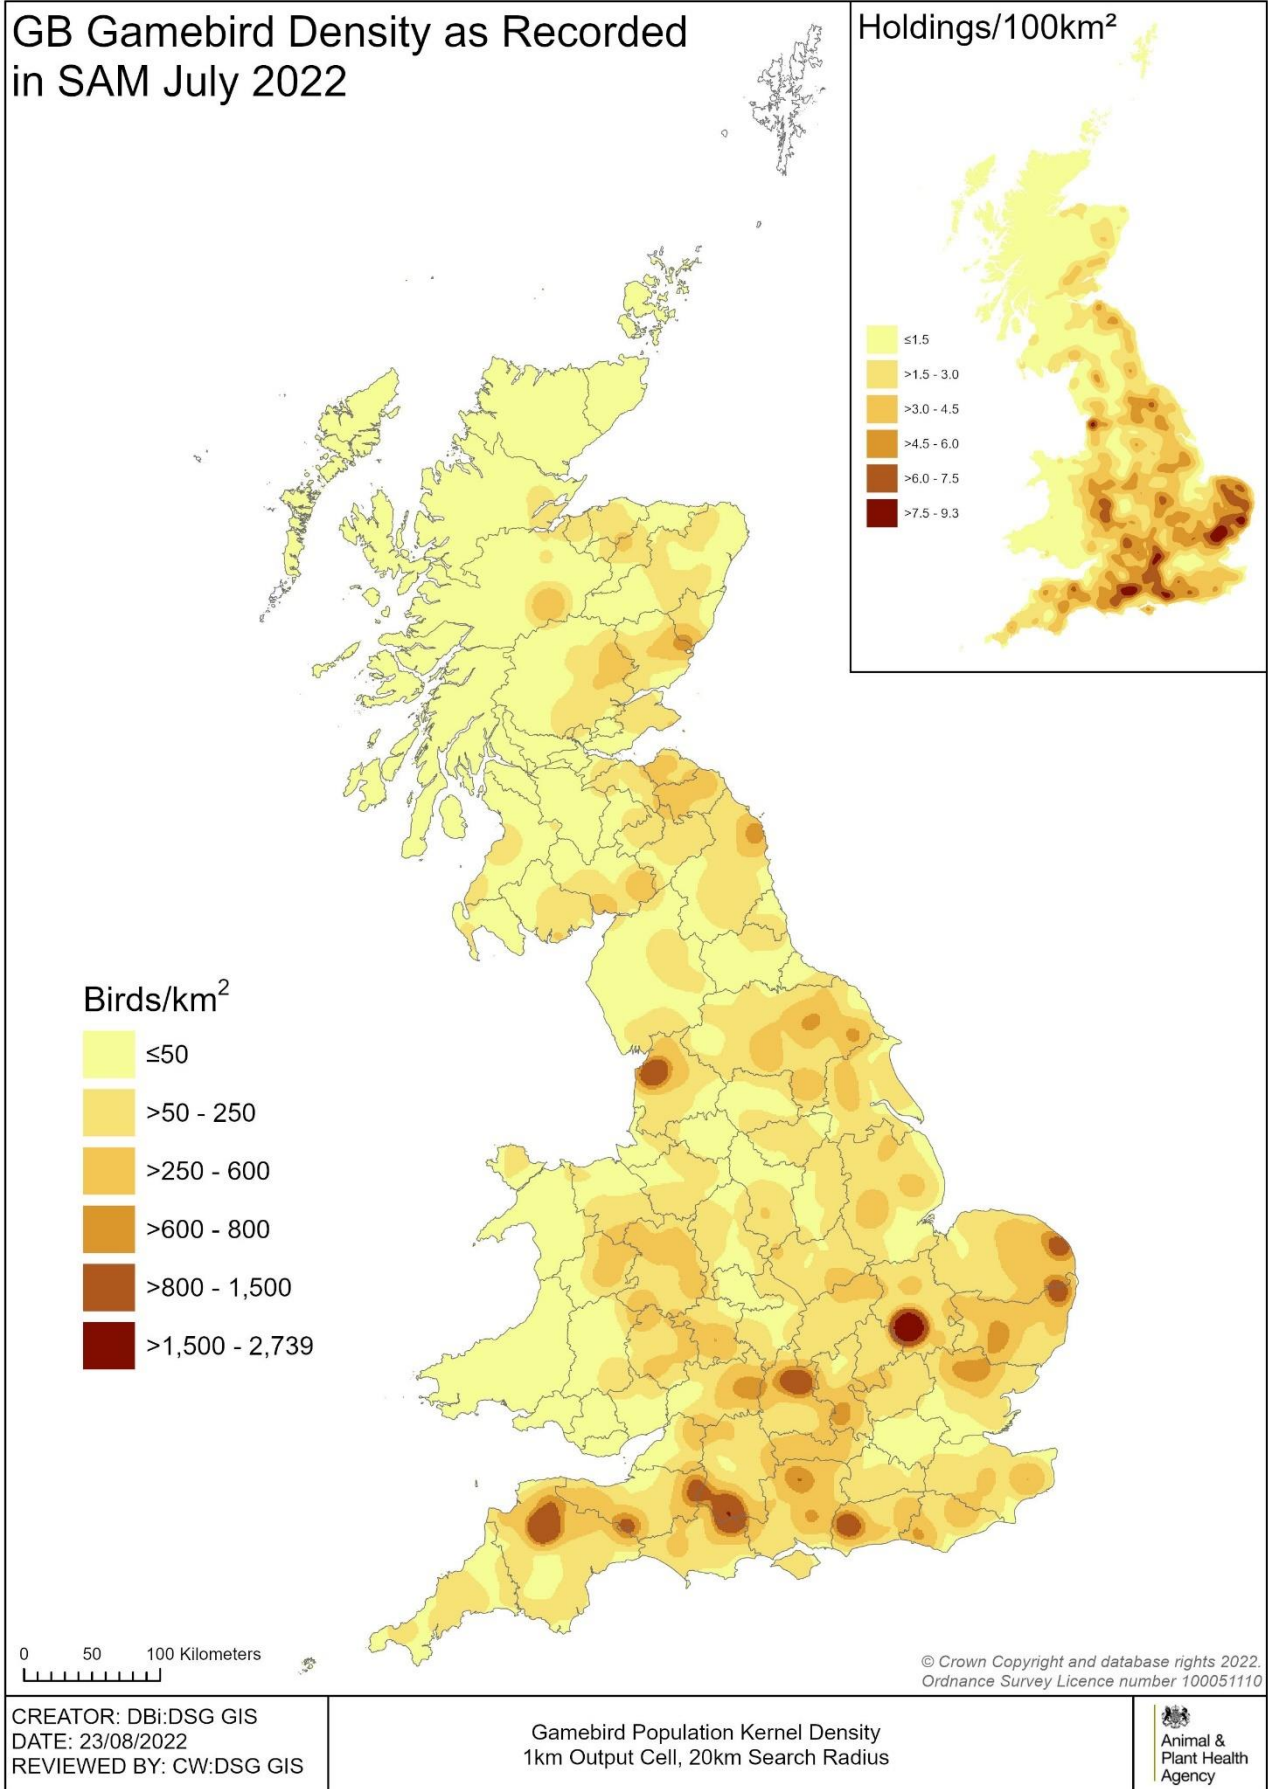 GB Gamebird Density as Recorded
in SAM July 2022
Holdings/100km²
≤1.5
>1.5 - 3.0
>3.0 - 4.5
>4.5 - 6.0
>6.0 - 7.5
>7.5 - 9.3
Birds/km²
≤50
>50 - 250
>250 - 600
>600 - 800
>800 - 1,500
>1,500 - 2,739
0 50 100 Kilometers
© Crown Copyright and database rights 2022.
Ordnance Survey Licence number 100051110
CREATOR: DBi:DSG GIS
DATE: 23/08/2022
REVIEWED BY: CW:DSG GIS
Gamebird Population Kernel Density
1km Output Cell, 20km Search Radius
Animal &
Plant Health
Agency